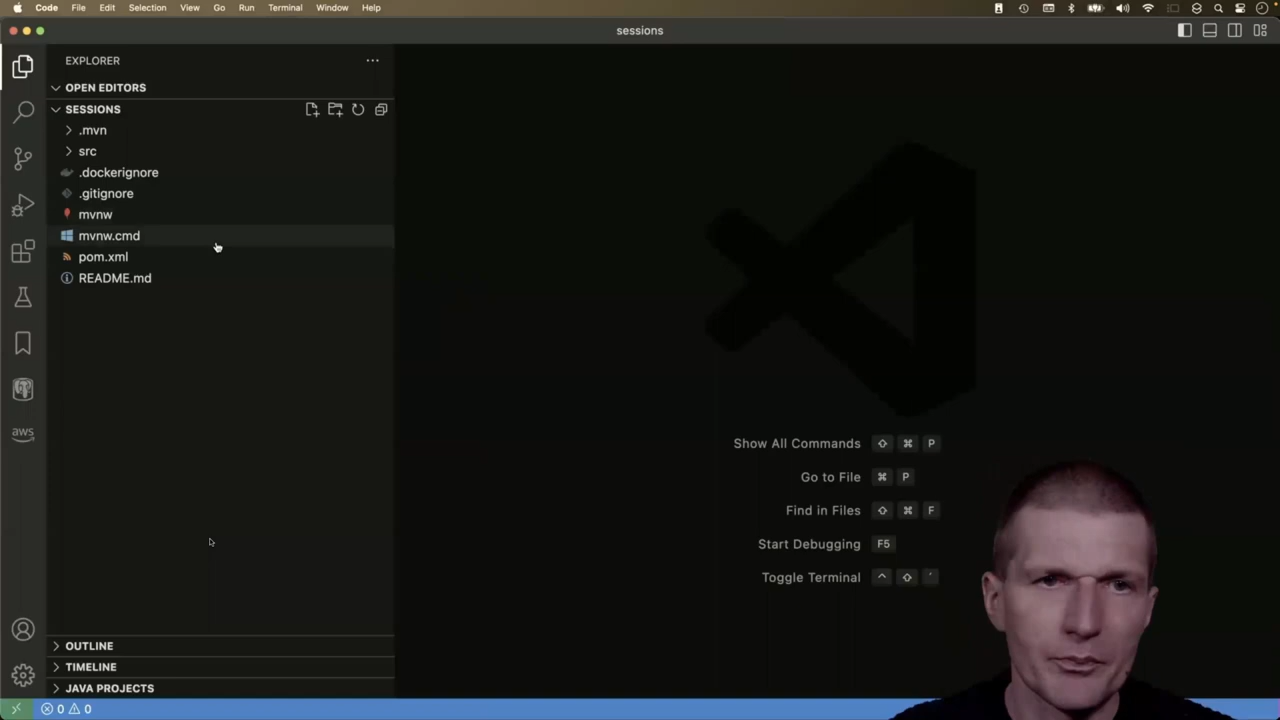 Code File Edit Selection View Go Run Terminal Window Help
sessions
EXPLORER
OPEN EDITORS
SESSIONS
.mvn
src
.dockerignore
.gitignore
mvnw
mvnw.cmd
pom.xml
README.md
aws
Show All Commands ⇧ ⌘ P
Go to File ⌘ P
Find in Files ⇧ ⌘ F
Start Debugging F5
Toggle Terminal ^ ⇧ ´
OUTLINE
TIMELINE
JAVA PROJECTS
0 0